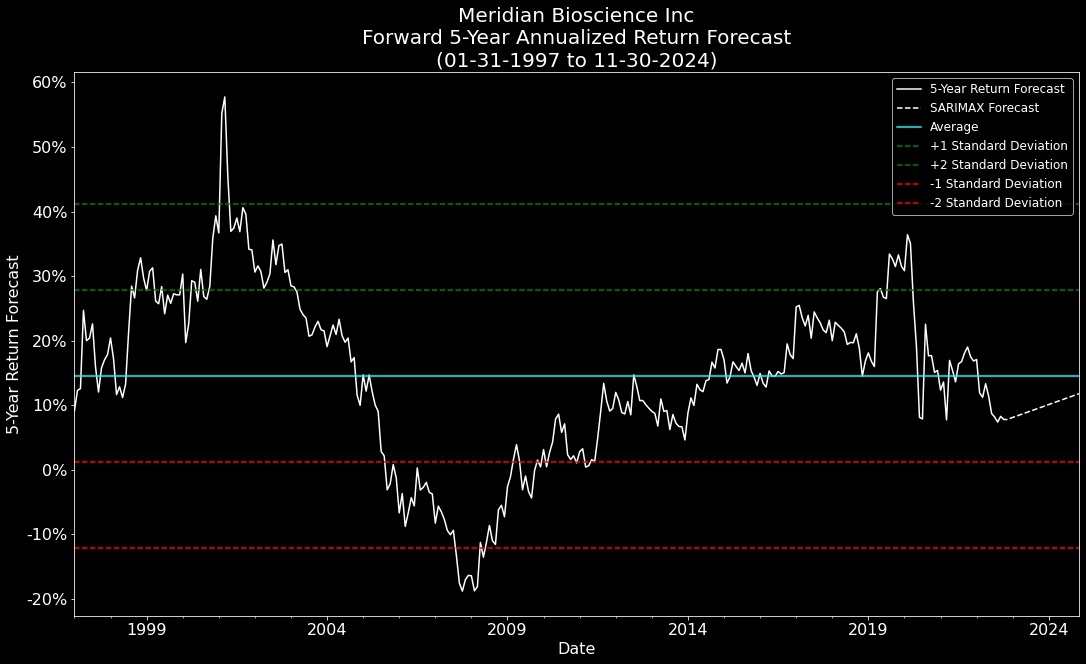 Meridian Bioscience Inc
Forward 5-Year Annualized Return Forecast
(01-31-1997 to 11-30-2024)
60%
50%
40%
30%
20%
10%
0%
-10%
-20%
5-Year Return Forecast
5-Year Return Forecast
SARIMAX Forecast
Average
+1 Standard Deviation
+2 Standard Deviation
-1 Standard Deviation
-2 Standard Deviation
1999
2004
2009
2014
2019
2024
Date